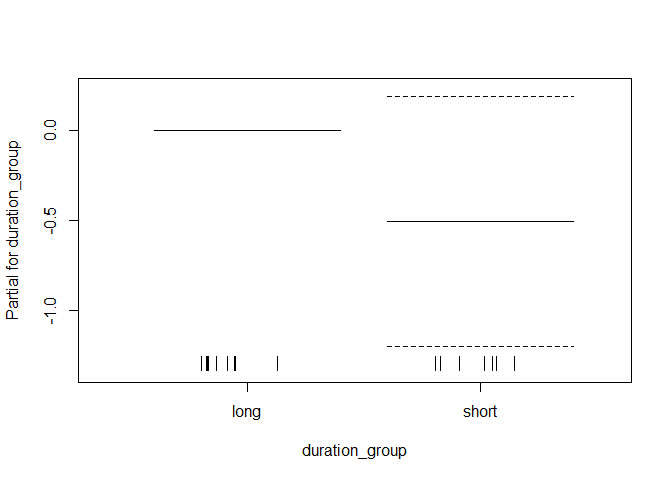 Partial for duration_group
0.0
-0.5
-1.0
long short
duration_group